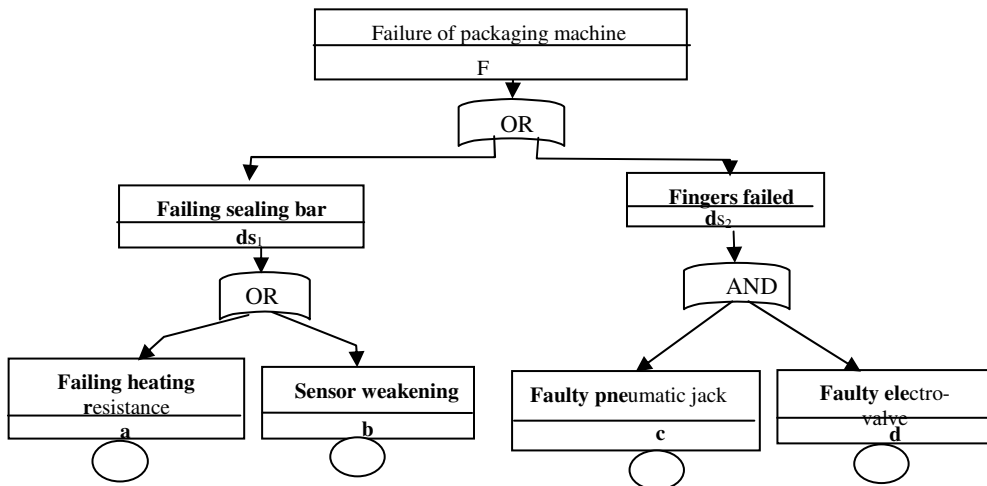 Failure of packaging machine
F
OR
Failing sealing bar
ds₁
Fingers failed
ds₂
OR
AND
Failing heating
resistance
a
Sensor weakening
b
Faulty pneumatic jack
c
Faulty electro-
valve
d